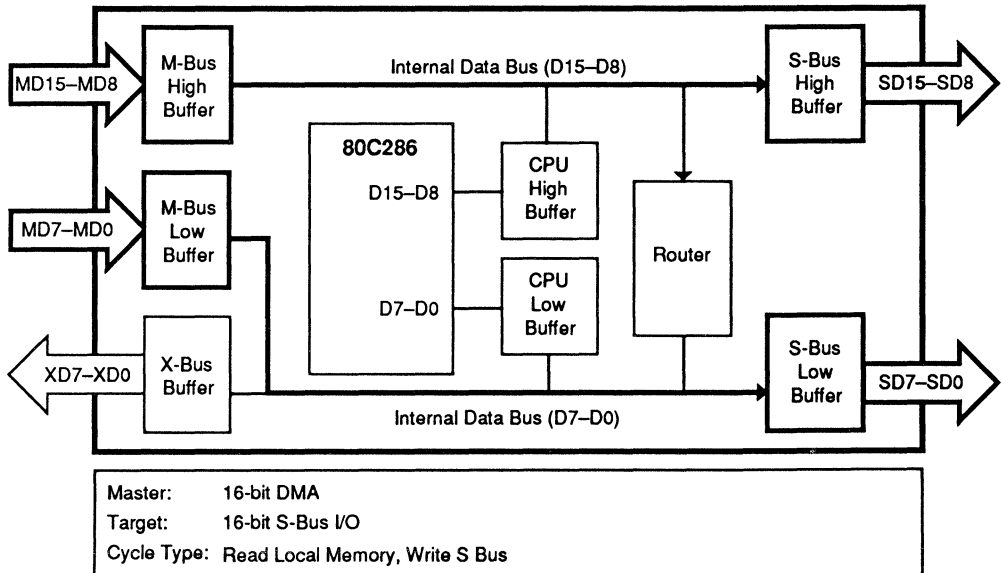 MD15–MD8
M-Bus
High
Buffer
Internal Data Bus (D15–D8)
S-Bus
High
Buffer
SD15–SD8
80C286
D15–D8
CPU
High
Buffer
MD7–MD0
M-Bus
Low
Buffer
Router
D7–D0
CPU
Low
Buffer
XD7–XD0
X-Bus
Buffer
S-Bus
Low
Buffer
SD7–SD0
Internal Data Bus (D7–D0)
Master: 16-bit DMA
Target: 16-bit S-Bus I/O
Cycle Type: Read Local Memory, Write S Bus